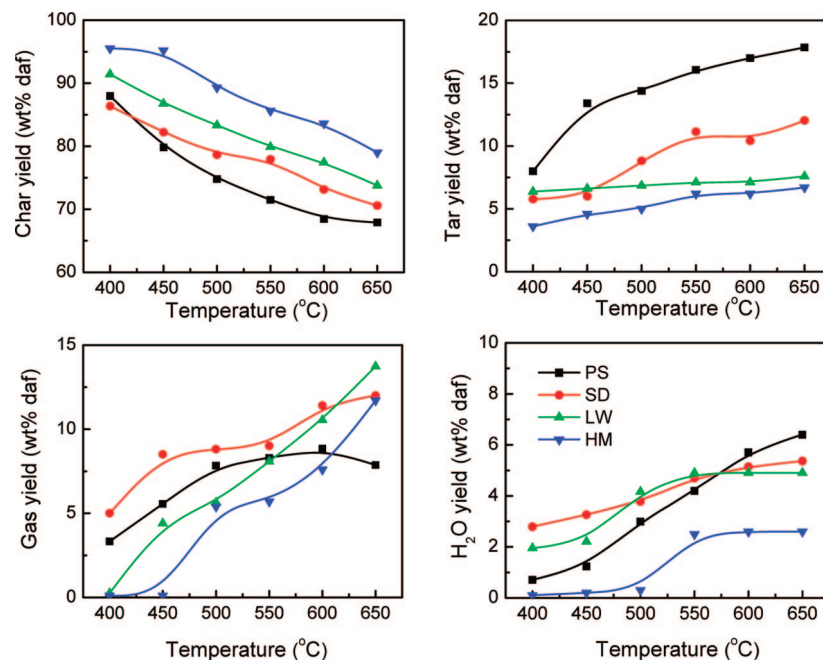 100
90
80
70
60
Char yield (wt% daf)
400 450 500 550 600 650
Temperature (°C)
20
15
10
5
0
Tar yield (wt% daf)
400 450 500 550 600 650
Temperature (°C)
15
10
5
0
Gas yield (wt% daf)
400 450 500 550 600 650
Temperature (°C)
10
8
6
4
2
0
H₂O yield (wt% daf)
PS
SD
LW
HM
400 450 500 550 600 650
Temperature (°C)